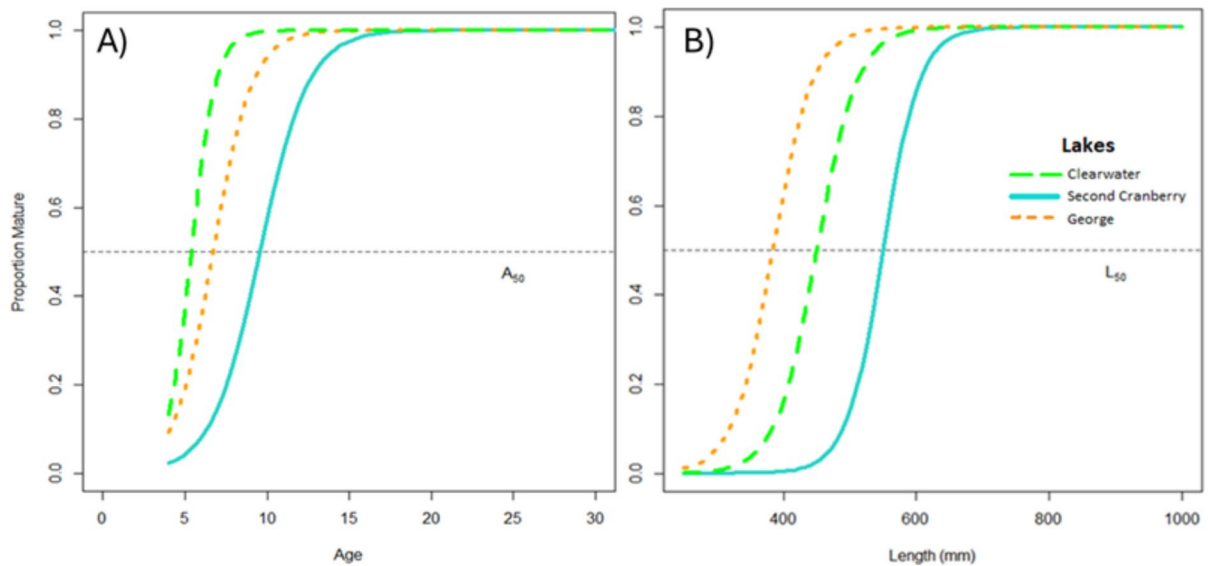 A)
1.0
0.8
0.6
0.4
0.2
0.0
Proportion Mature
A50
0 5 10 15 20 25 30
Age
B)
1.0
0.8
0.6
0.4
0.2
0.0
Lakes
Clearwater
Second Cranberry
George
L50
400 600 800 1000
Length (mm)